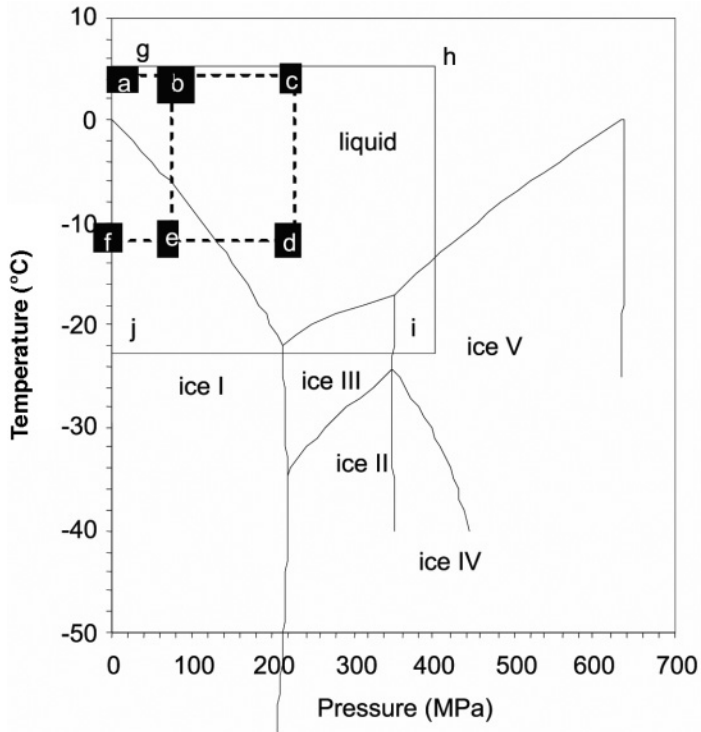 10
g
h
a
b
c
0
liquid
-10
f
e
d
-20
j
i
ice V
ice I
ice III
-30
ice II
-40
ice IV
-50
0 100 200 300 400 500 600 700
Pressure (MPa)
Temperature (°C)